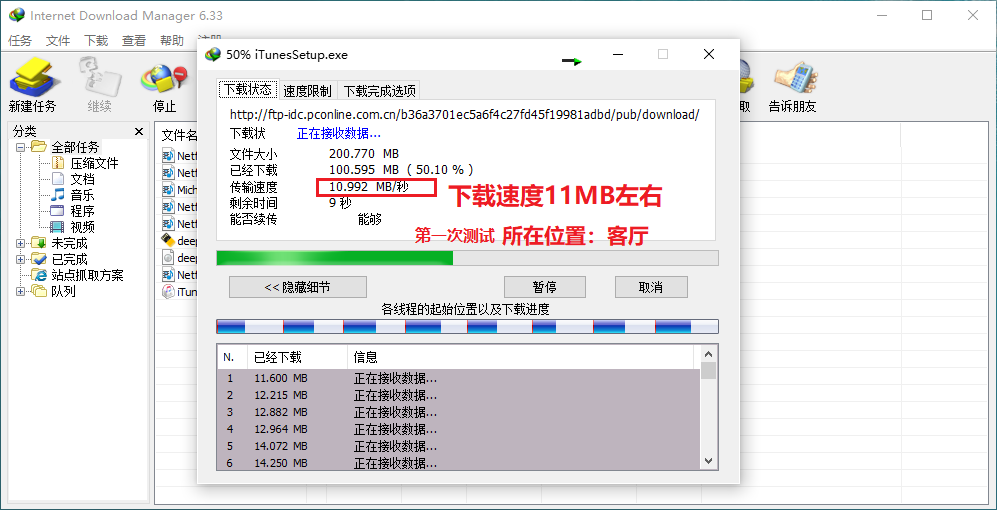 Internet Download Manager 6.33
任务 文件 下载 查看 帮助 注册
新建任务 继续 停止 取 告诉朋友
分类
全部任务
压缩文件
文档
音乐
程序
视频
未完成
已完成
站点抓取方案
队列
文件名
Netf
Netf
Mich
Netf
Netf
deep
deep
Netf
iTun
50% iTunesSetup.exe
下载状态 速度限制 下载完成选项
http://ftp-idc.pconline.com.cn/b36a3701ec5a6f4c27fd45f19981adbd/pub/download/
下载状 正在接收数据...
文件大小 200.770 MB
已经下载 100.595 MB ( 50.10 % )
传输速度 10.992 MB/秒
剩余时间 9 秒
能否续传 能够
下载速度11MB左右
第一次测试 所在位置：客厅
<< 隐藏细节 暂停 取消
各线程的起始位置以及下载进度
N. 已经下载 信息
1 11.600 MB 正在接收数据...
2 12.215 MB 正在接收数据...
3 12.882 MB 正在接收数据...
4 12.964 MB 正在接收数据...
5 14.072 MB 正在接收数据...
6 14.250 MB 正在接收数据...